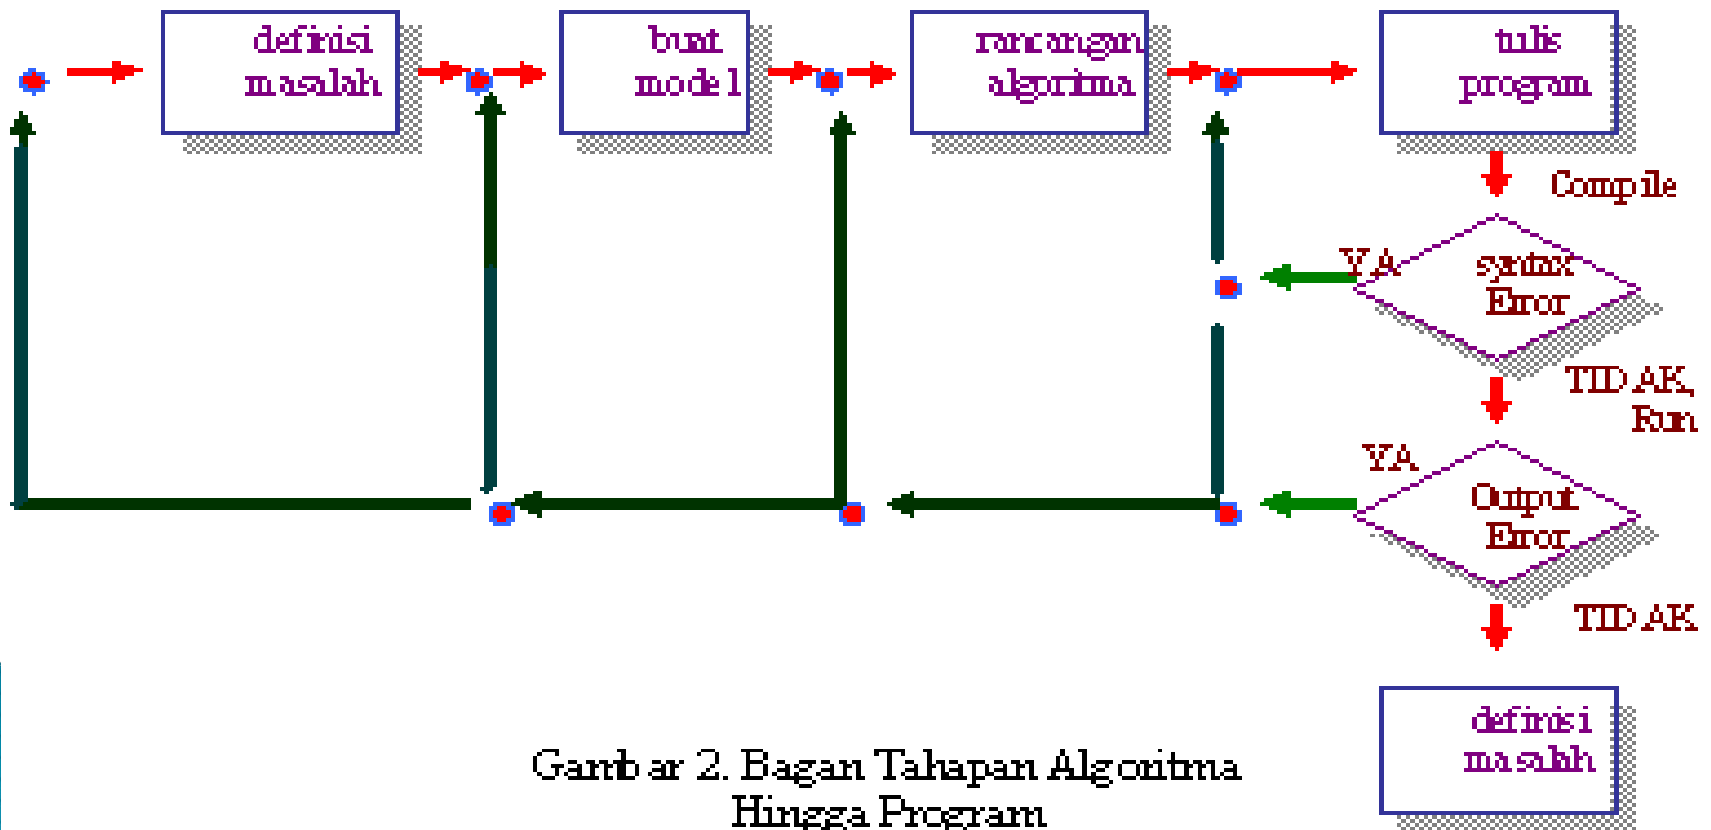 definisi
masalah
buat
model
rancangan
algoritma
tulis
program
Compile
YA
syntax
Error
TIDAK,
Run
YA
Output
Error
TIDAK
definisi
masalah
Gambar 2. Bagan Tahapan Algoritma
Hingga Program